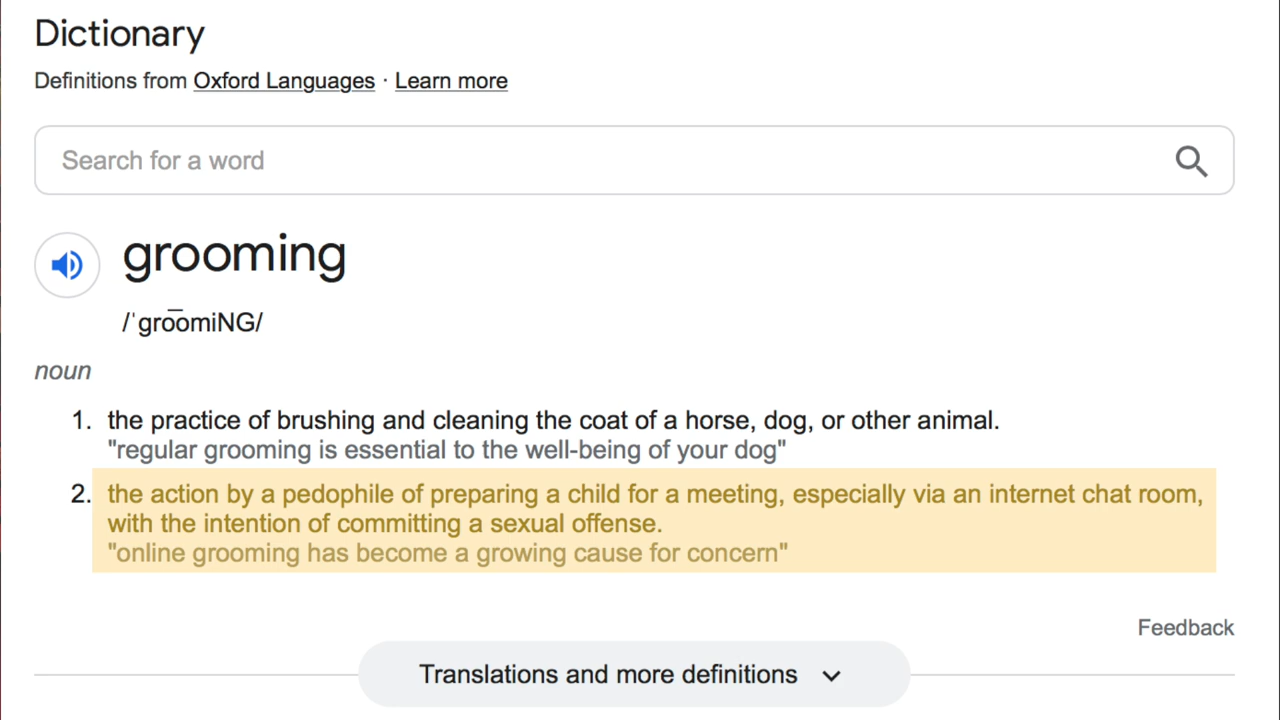 Dictionary
Definitions from Oxford Languages · Learn more
Search for a word
grooming
/ˈgro͞omiNG/
noun
1. the practice of brushing and cleaning the coat of a horse, dog, or other animal.
"regular grooming is essential to the well-being of your dog"
2. the action by a pedophile of preparing a child for a meeting, especially via an internet chat room,
with the intention of committing a sexual offense.
"online grooming has become a growing cause for concern"
Feedback
Translations and more definitions